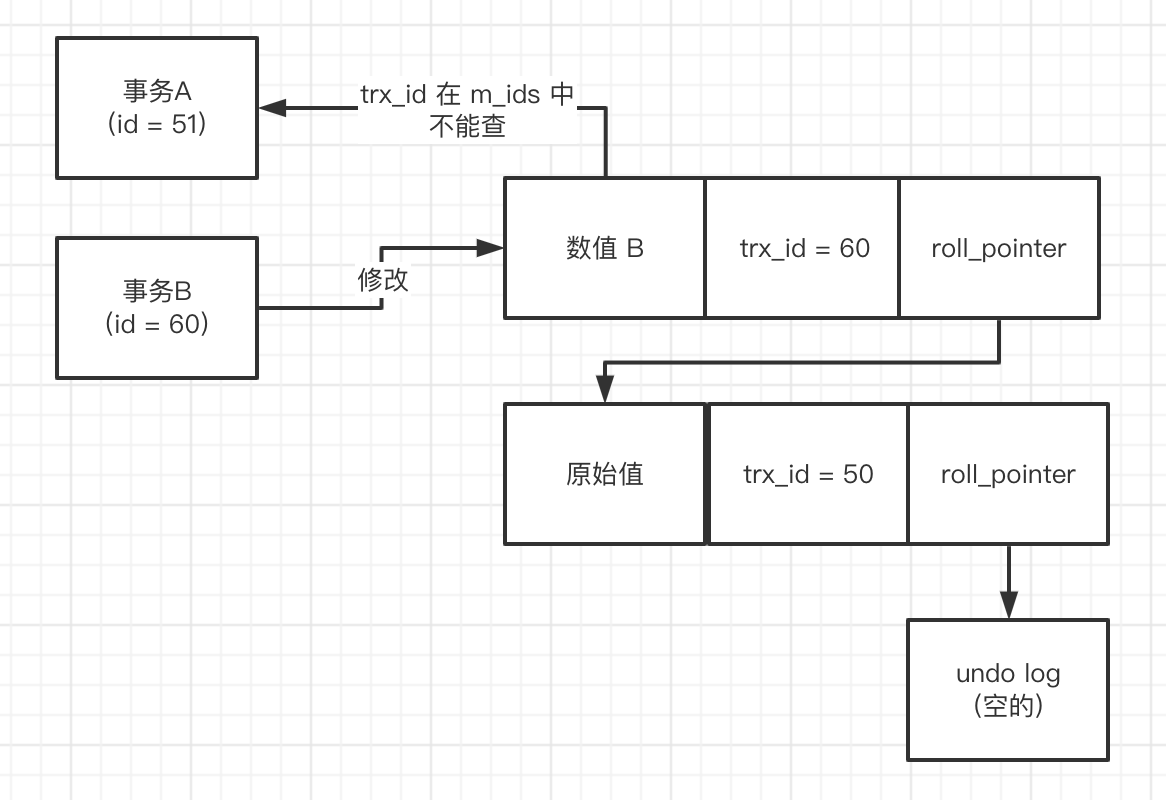 事务A
(id = 51)
trx_id 在 m_ids 中
不能查
事务B
(id = 60)
修改
数值 B
trx_id = 60
roll_pointer
原始值
trx_id = 50
roll_pointer
undo log
(空的)